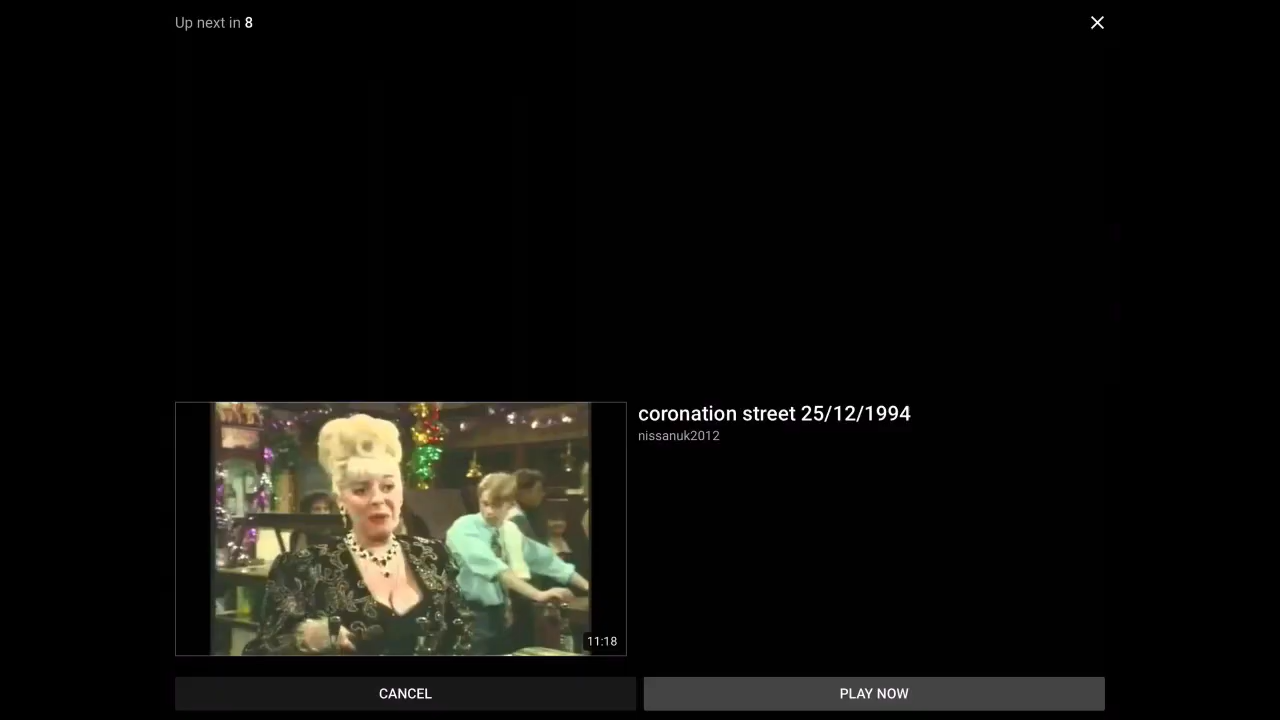 Up next in 8
coronation street 25/12/1994
nissanuk2012
11:18
CANCEL
PLAY NOW